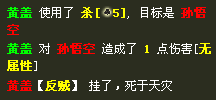 黄盖 使用了 杀[♠5], 目标是 孙悟空
黄盖 对 孙悟空 造成了 1 点伤害[无属性]
黄盖【反贼】 挂了, 死于天灾